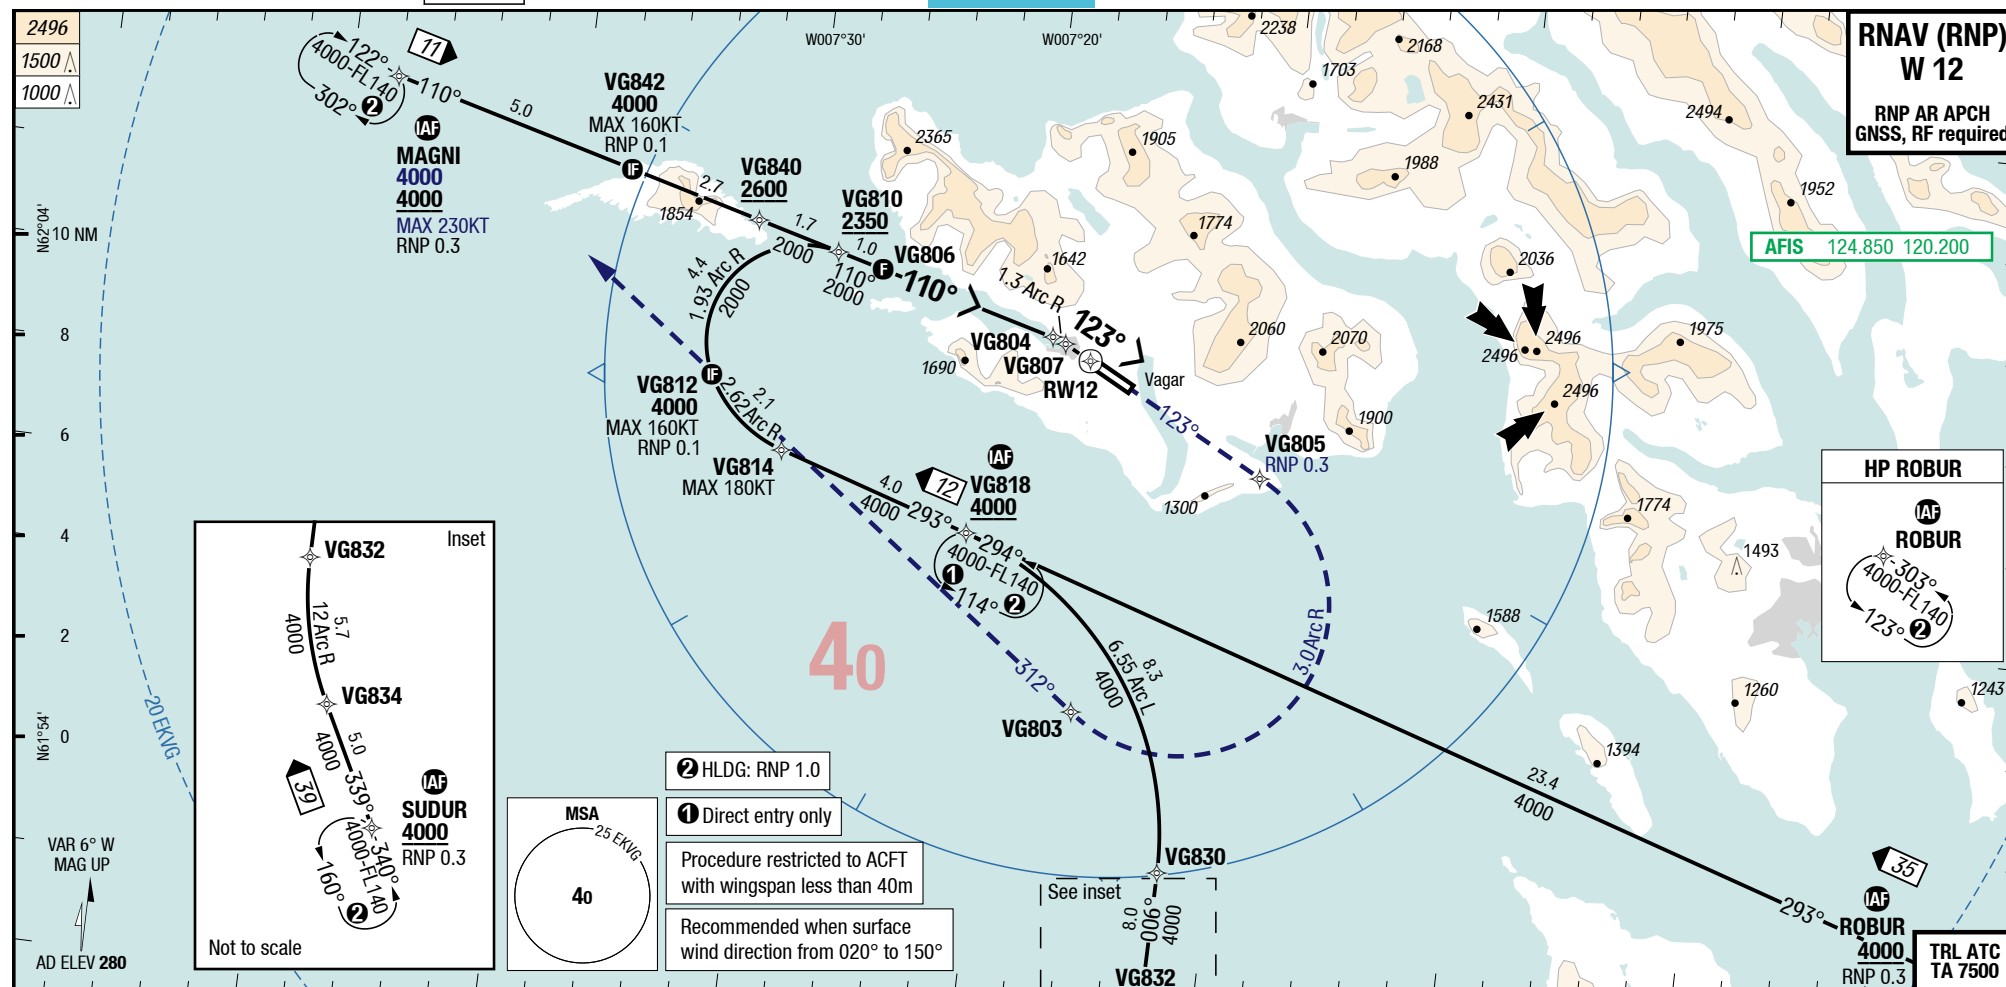 2496
1500
1000
122°
4000-FL140
302°
2
11
110°
5.0
IAF
MAGNI
4000
4000
MAX 230KT
RNP 0.3
VG842
4000
MAX 160KT
RNP 0.1
IF
2.7
1854
VG840
2600
1.7
2000
VG810
2350
1.0
110°
2000
F
VG806
110°
W007°30'
W007°20'
2238
2168
1703
2431
2494
2365
1905
1988
1952
1774
1642
2036
2060
2070
2496
2496
2496
1975
1690
1900
1300
1774
1493
1588
1260
1243
1394
RNAV (RNP)
W 12
RNP AR APCH
GNSS, RF required
AFIS 124.850 120.200
N62°04'
10 NM
8
6
4
2
0
N61°54'
4.4
1.93 Arc R
2000
1.3 Arc R
123°
VG804
VG807
RW12
Vagar
123°
VG805
RNP 0.3
IF
VG812
4000
MAX 160KT
RNP 0.1
2.1
2.62Arc R
VG814
MAX 180KT
4.0
4000
293°
12
IAF
VG818
4000
294°
4000-FL140
1
114°
2
312°
VG803
3.0Arc R
8.3
6.55 Arc L
4000
40
HP ROBUR
IAF
ROBUR
303°
4000-FL140
123°
2
23.4
4000
293°
35
IAF
ROBUR
4000
RNP 0.3
TRL ATC
TA 7500
20 EKVG
Inset
VG832
5.7
12 Arc R
4000
VG834
5.0
4000
339°
39
IAF
SUDUR
4000
RNP 0.3
340°
4000-FL140
160°
2
Not to scale
VAR 6° W
MAG UP
AD ELEV 280
MSA
25 EKVG
40
2 HLDG: RNP 1.0
1 Direct entry only
Procedure restricted to ACFT
with wingspan less than 40m
Recommended when surface
wind direction from 020° to 150°
VG830
See inset
8.0
006°
4000
VG832